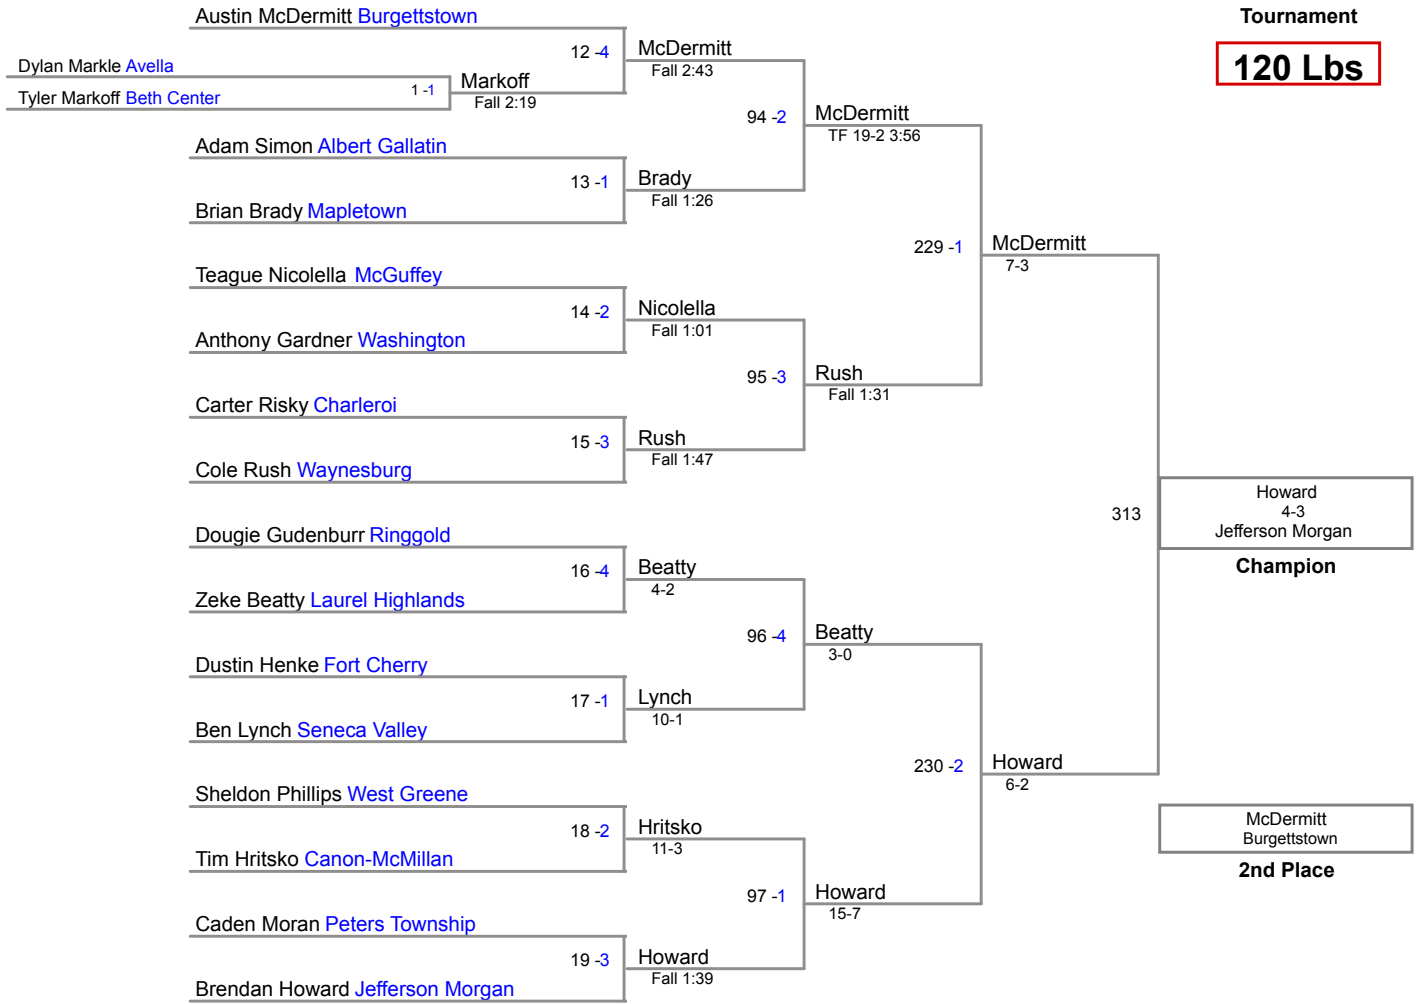 Austin McDermitt Burgettstown
Tournament
12 -4
McDermitt
Fall 2:43
120 Lbs
Dylan Markle Avella
Tyler Markoff Beth Center
1 -1
Markoff
Fall 2:19
94 -2
McDermitt
TF 19-2 3:56
Adam Simon Albert Gallatin
13 -1
Brady
Fall 1:26
Brian Brady Mapletown
229 -1
McDermitt
7-3
Teague Nicolella McGuffey
14 -2
Nicolella
Fall 1:01
Anthony Gardner Washington
95 -3
Rush
Fall 1:31
Carter Risky Charleroi
15 -3
Rush
Fall 1:47
Cole Rush Waynesburg
313
Howard
4-3
Jefferson Morgan
Champion
Dougie Gudenburr Ringgold
16 -4
Beatty
4-2
Zeke Beatty Laurel Highlands
96 -4
Beatty
3-0
Dustin Henke Fort Cherry
17 -1
Lynch
10-1
Ben Lynch Seneca Valley
230 -2
Howard
6-2
Sheldon Phillips West Greene
18 -2
Hritsko
11-3
Tim Hritsko Canon-McMillan
McDermitt
Burgettstown
2nd Place
97 -1
Howard
15-7
Caden Moran Peters Township
19 -3
Howard
Fall 1:39
Brendan Howard Jefferson Morgan